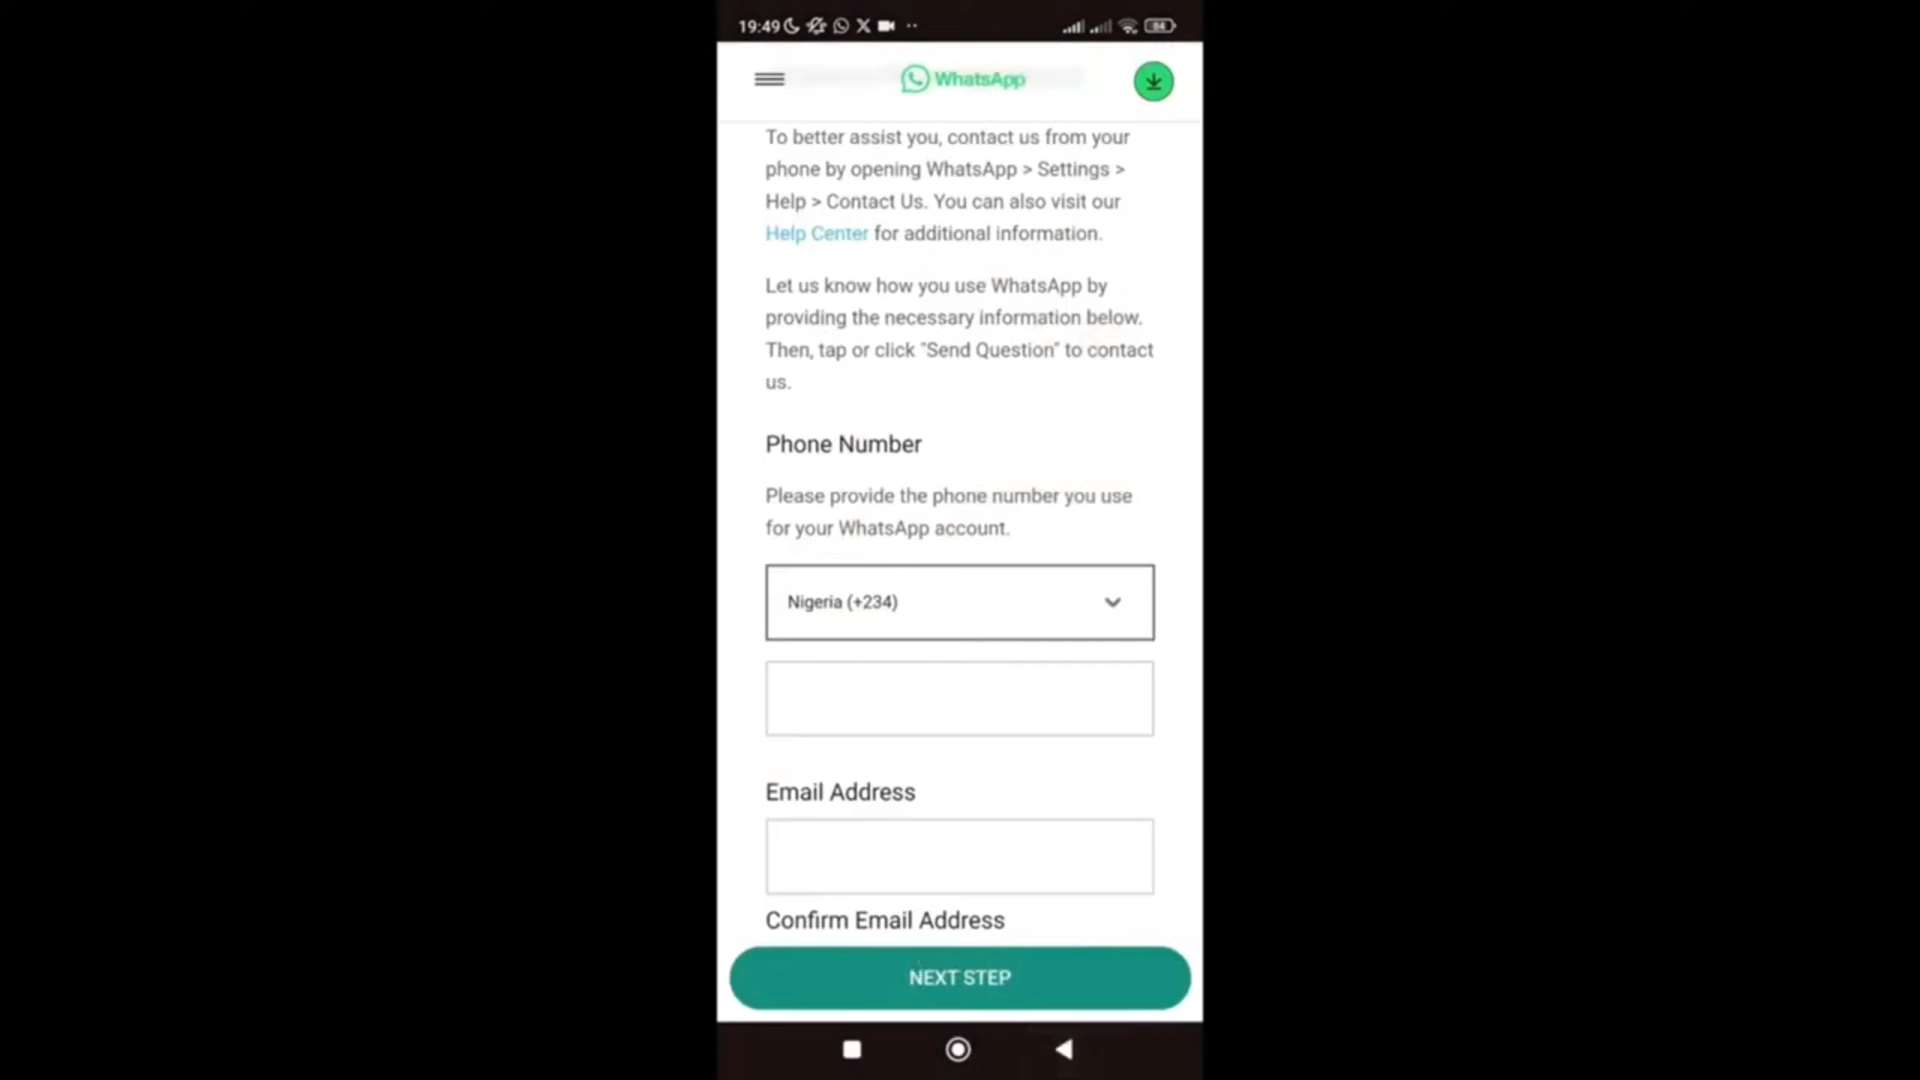 19:49
84
WhatsApp
To better assist you, contact us from your
phone by opening WhatsApp > Settings >
Help > Contact Us. You can also visit our
Help Center for additional information.
Let us know how you use WhatsApp by
providing the necessary information below.
Then, tap or click "Send Question" to contact
us.
Phone Number
Please provide the phone number you use
for your WhatsApp account.
Nigeria (+234)
Email Address
Confirm Email Address
NEXT STEP